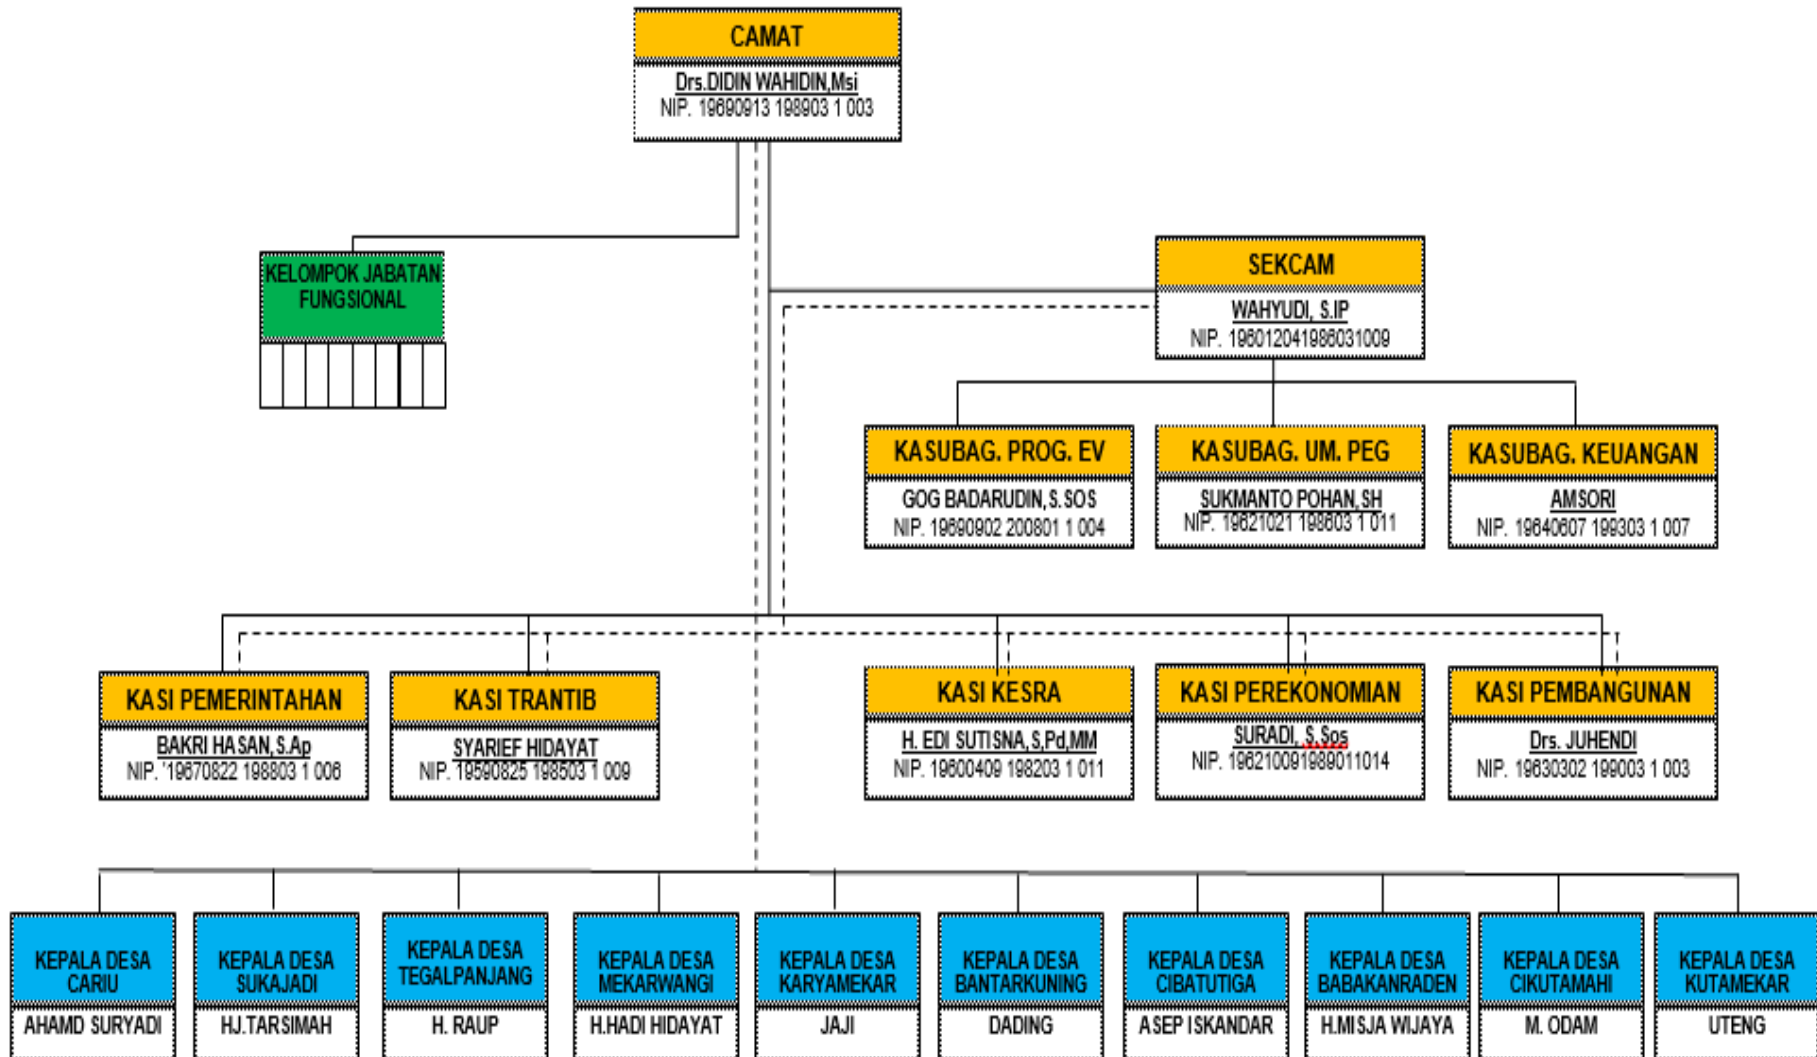 CAMAT
Drs.DIDIN WAHIDIN,Msi
NIP. 19690913 198903 1 003
KELOMPOK JABATAN
FUNGSIONAL
SEKCAM
WAHYUDI, S.IP
NIP. 196012041986031009
KASUBAG. PROG. EV
GOG BADARUDIN,S.SOS
NIP. 19690902 200801 1 004
KASUBAG. UM. PEG
SUKMANTO POHAN,SH
NIP. 19621021 198603 1 011
KASUBAG. KEUANGAN
AMSORI
NIP. 19640607 199303 1 007
KASI PEMERINTAHAN
BAKRI HASAN,S.Ap
NIP. '19670822 198803 1 006
KASI TRANTIB
SYARIEF HIDAYAT
NIP. 19590825 198503 1 009
KASI KESRA
H. EDI SUTISNA,S,Pd,MM
NIP. 19600409 198203 1 011
KASI PEREKONOMIAN
SURADI, S.Sos
NIP. 196210091989011014
KASI PEMBANGUNAN
Drs. JUHENDI
NIP. 19630302 199003 1 003
KEPALA DESA
CARIU
AHAMD SURYADI
KEPALA DESA
SUKAJADI
HJ.TARSIMAH
KEPALA DESA
TEGALPANJANG
H. RAUP
KEPALA DESA
MEKARWANGI
H.HADI HIDAYAT
KEPALA DESA
KARYAMEKAR
JAJI
KEPALA DESA
BANTARKUNING
DADING
KEPALA DESA
CIBATUTIGA
ASEP ISKANDAR
KEPALA DESA
BABAKANRADEN
H.MISJA WIJAYA
KEPALA DESA
CIKUTAMAHI
M. ODAM
KEPALA DESA
KUTAMEKAR
UTENG